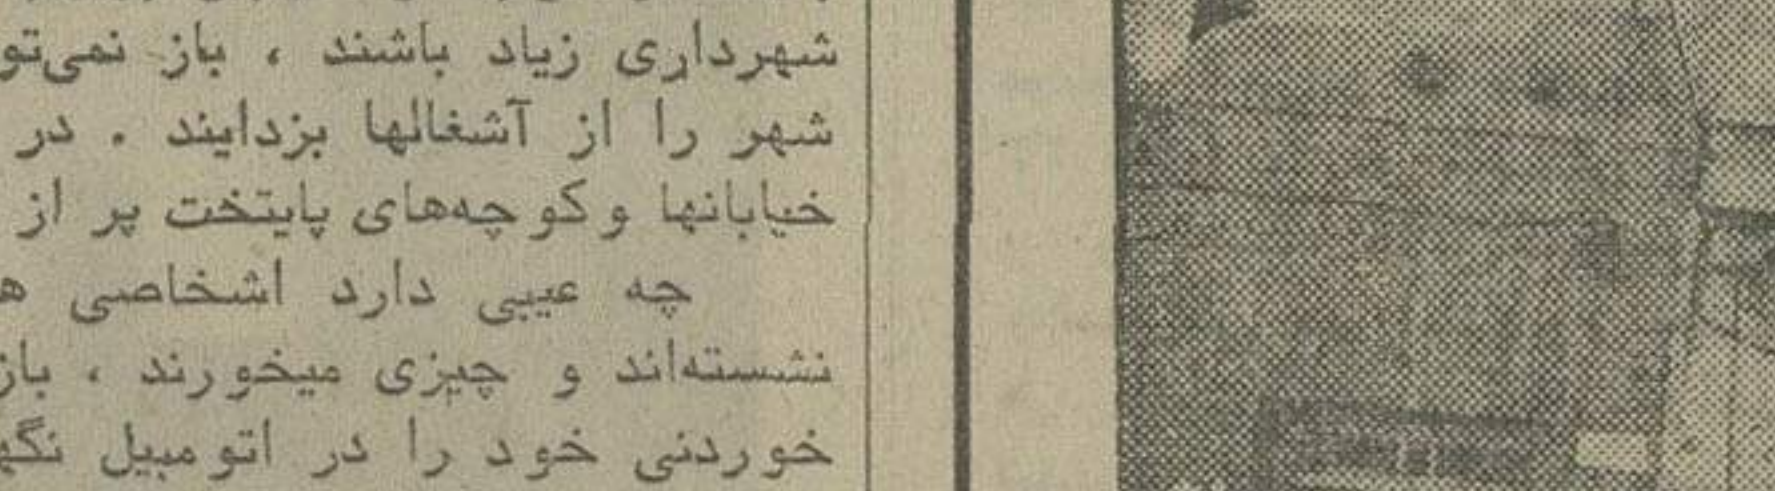 شهرداری زیاد باشند ، باز نمی‌تو
شهر را از آشغالها بزدایند . در
خیابانها و کوچه‌های پایتخت پر از
چه عیبی دارد اشخاصی ه
نشسته‌اند و چیزی میخورند ، باز
خوردنی خود را در اتومبیل نگه